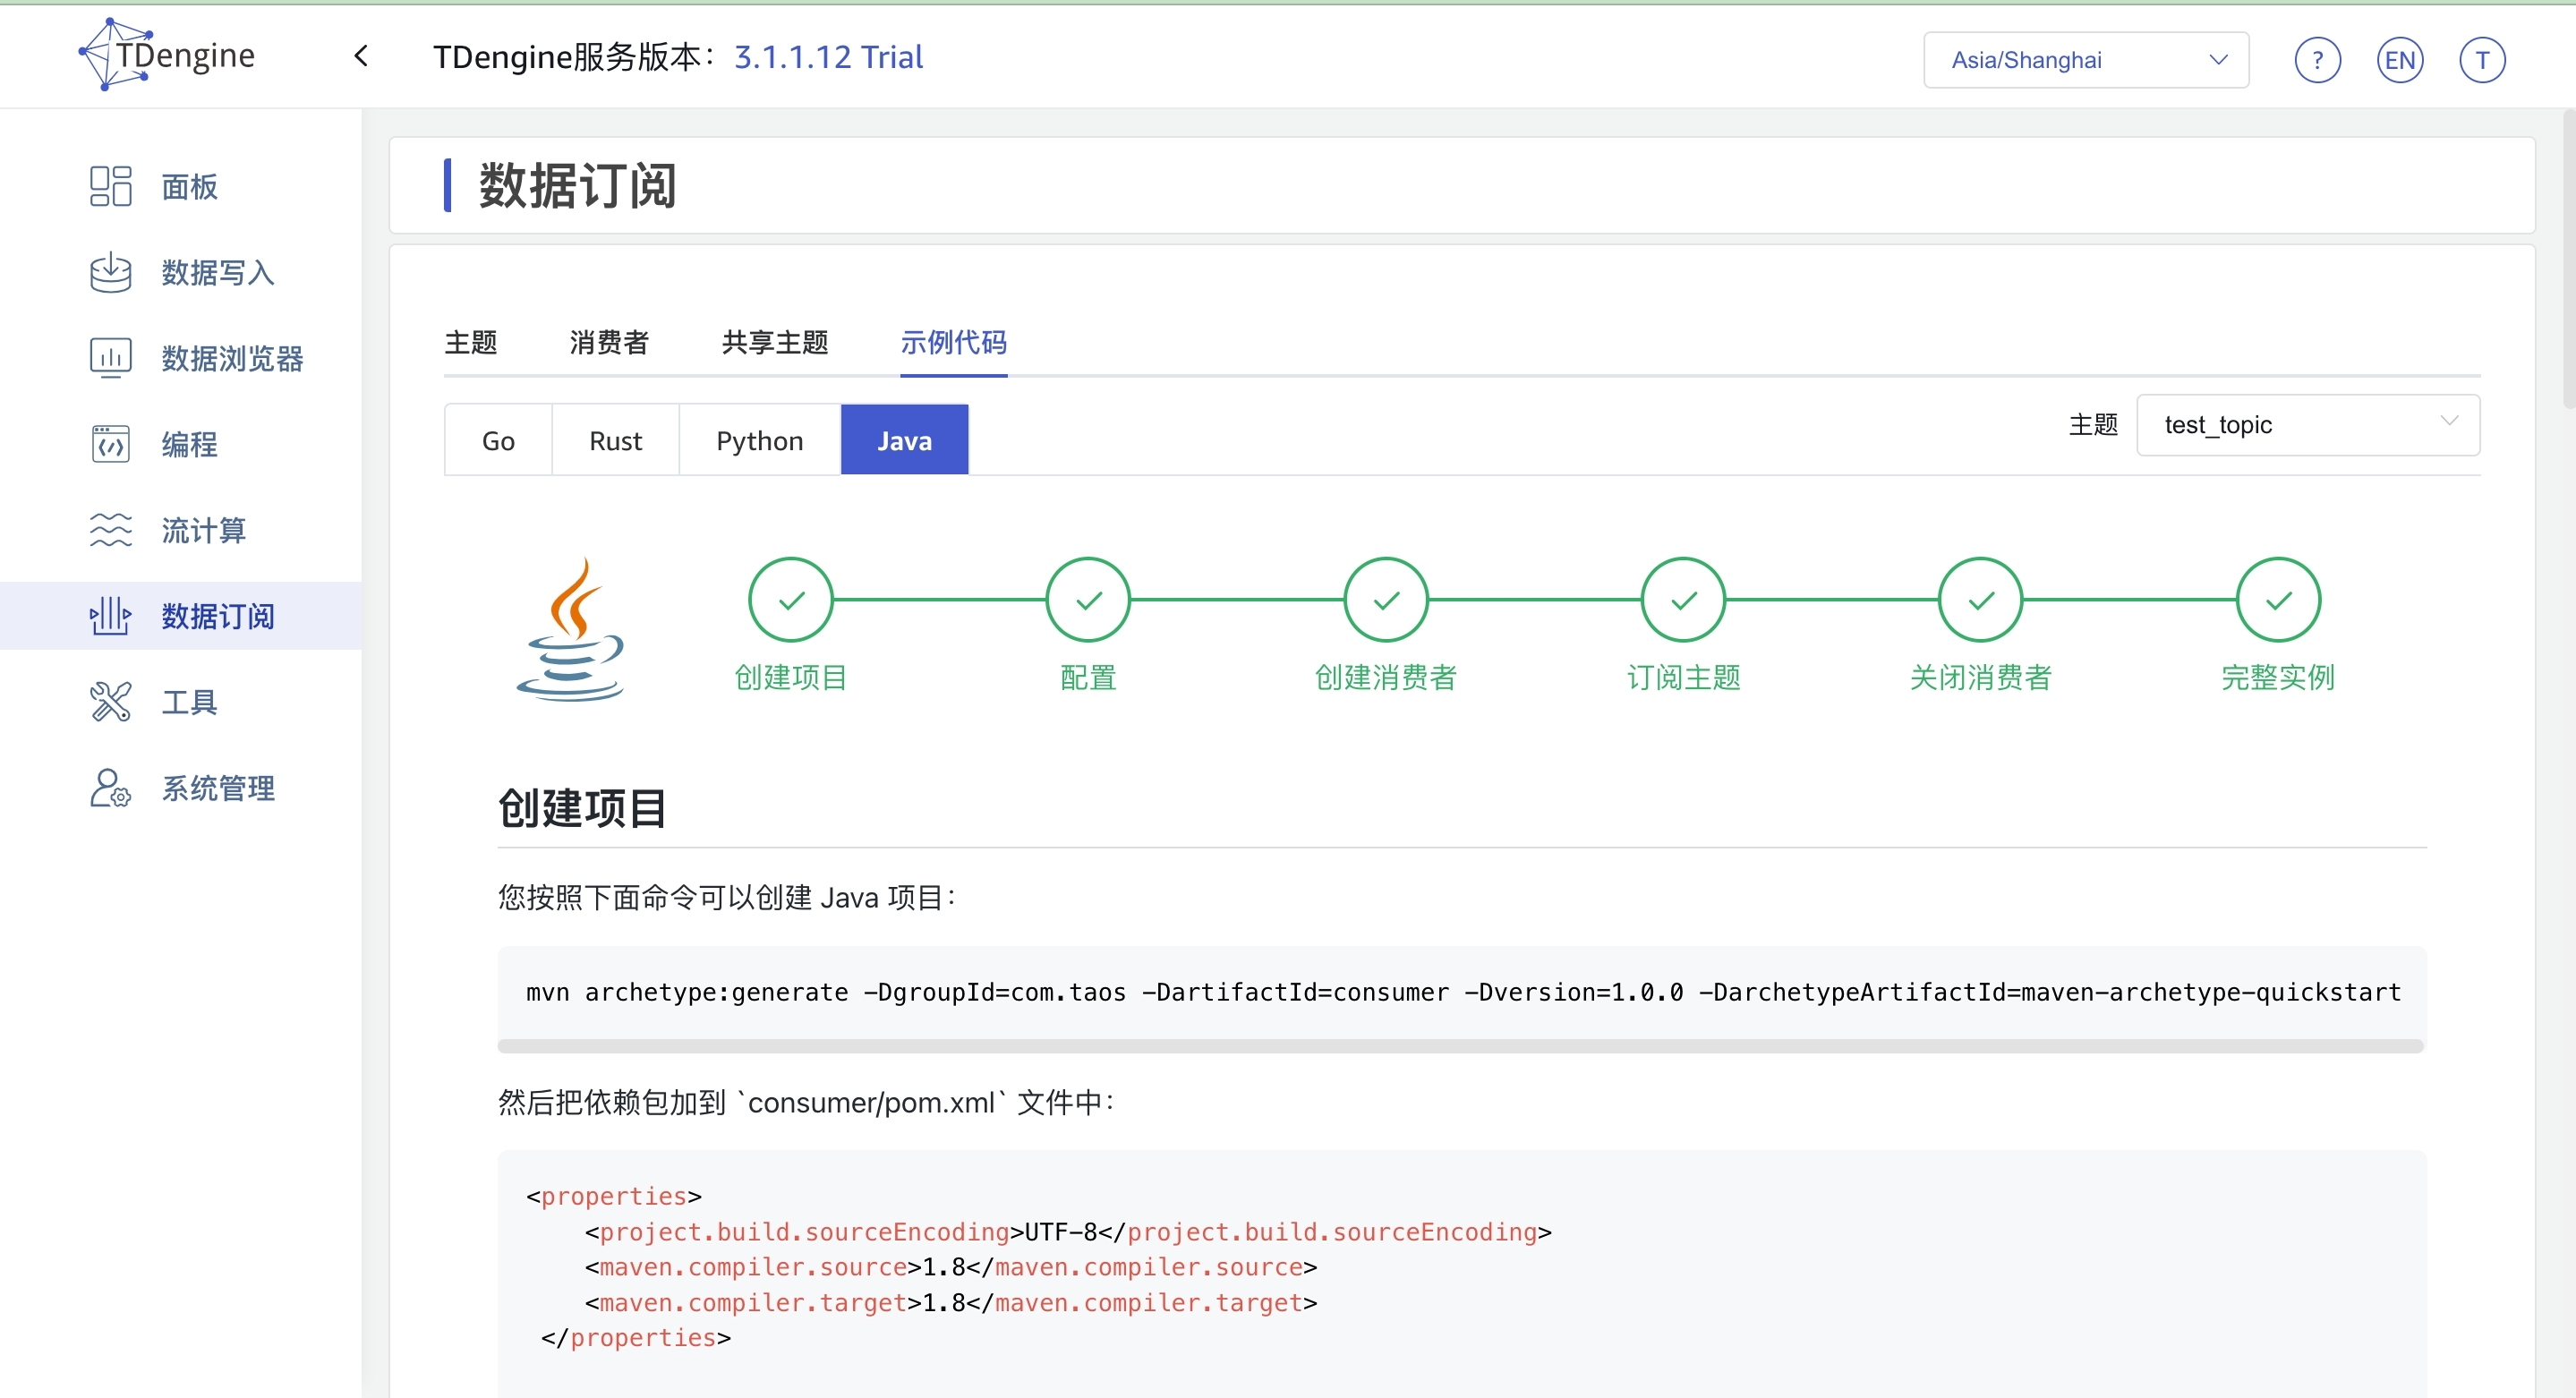 TDengine
TDengine服务版本： 3.1.1.12 Trial
Asia/Shanghai
?
EN
T
面板
数据写入
数据浏览器
编程
流计算
数据订阅
工具
系统管理
数据订阅
主题 消费者 共享主题 示例代码
Go Rust Python Java
主题 test_topic
创建项目 配置 创建消费者 订阅主题 关闭消费者 完整实例
创建项目
您按照下面命令可以创建 Java 项目：
mvn archetype:generate -DgroupId=com.taos -DartifactId=consumer -Dversion=1.0.0 -DarchetypeArtifactId=maven-archetype-quickstart
然后把依赖包加到 `consumer/pom.xml` 文件中：
<properties>
    <project.build.sourceEncoding>UTF-8</project.build.sourceEncoding>
    <maven.compiler.source>1.8</maven.compiler.source>
    <maven.compiler.target>1.8</maven.compiler.target>
 </properties>